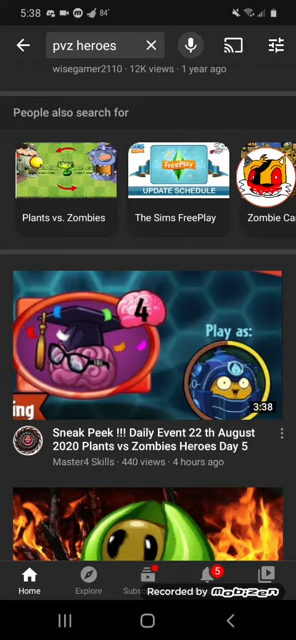 5:38 84°
pvz heroes
wisegamer2110 · 12K views · 1 year ago
People also search for
SIMS FREEPLAY
UPDATE SCHEDULE
Plants vs. Zombies
The Sims FreePlay
Zombie Ca
4
Play as:
ing
3:38
Sneak Peek !!! Daily Event 22 th August
2020 Plants vs Zombies Heroes Day 5
Master4 Skills · 440 views · 4 hours ago
5
Home
Explore
Subs
Recorded by Mobizen